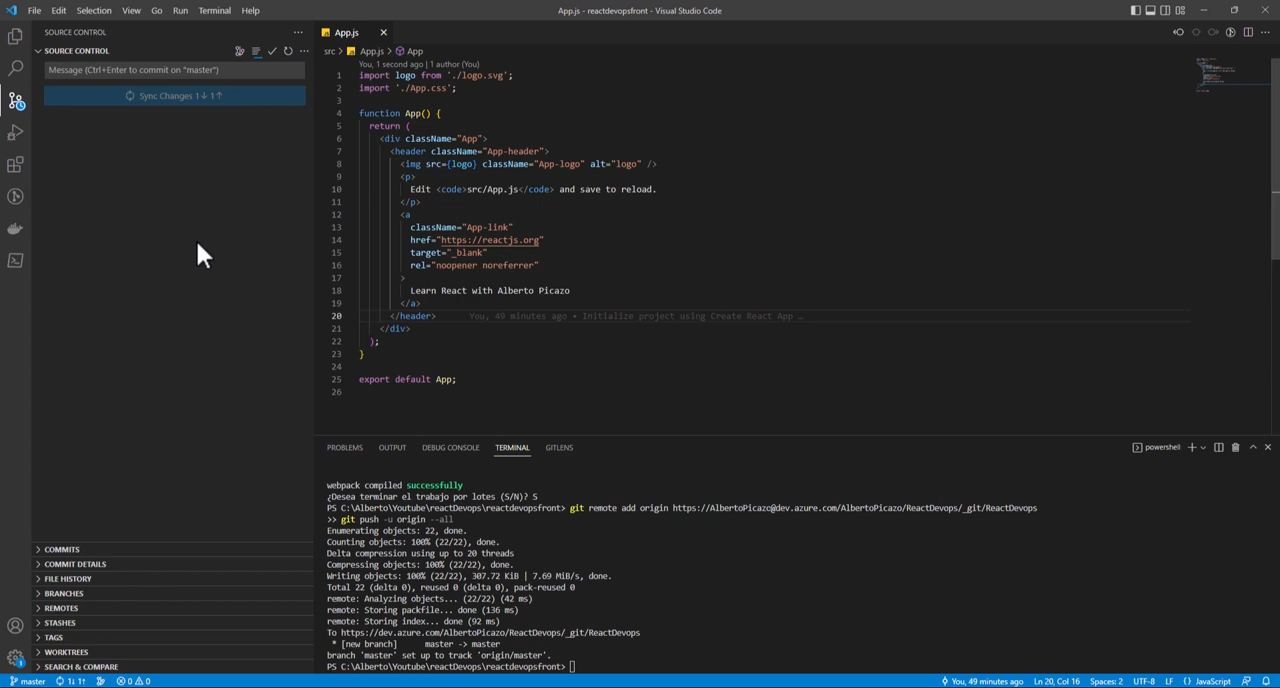 File Edit Selection View Go Run Terminal Help
App.js - reactdevopsfront - Visual Studio Code
SOURCE CONTROL
SOURCE CONTROL
Message (Ctrl+Enter to commit on "master")
Sync Changes 1↓ 1↑
COMMITS
COMMIT DETAILS
FILE HISTORY
BRANCHES
REMOTES
STASHES
TAGS
WORKTREES
SEARCH & COMPARE
App.js
src > App.js > App
You, 1 second ago | 1 author (You)
1 import logo from './logo.svg';
2 import './App.css';
3
4 function App() {
5 return (
6 <div className="App">
7 <header className="App-header">
8 <img src={logo} className="App-logo" alt="logo" />
9 <p>
10 Edit <code>src/App.js</code> and save to reload.
11 </p>
12 <a
13 className="App-link"
14 href="https://reactjs.org"
15 target="_blank"
16 rel="noopener noreferrer"
17 >
18 Learn React with Alberto Picazo
19 </a>
20 </header> You, 49 minutes ago • Initialize project using Create React App …
21 </div>
22 );
23 }
24
25 export default App;
26
PROBLEMS OUTPUT DEBUG CONSOLE TERMINAL GITLENS
powershell
webpack compiled successfully
¿Desea terminar el trabajo por lotes (S/N)? S
PS C:\Alberto\Youtube\reactDevops\reactdevopsfront> git remote add origin https://AlbertoPicazo@dev.azure.com/AlbertoPicazo/ReactDevops/_git/ReactDevops
>> git push -u origin --all
Enumerating objects: 22, done.
Counting objects: 100% (22/22), done.
Delta compression using up to 20 threads
Compressing objects: 100% (22/22), done.
Writing objects: 100% (22/22), 307.72 KiB | 7.69 MiB/s, done.
Total 22 (delta 0), reused 0 (delta 0), pack-reused 0
remote: Analyzing objects... (22/22) (42 ms)
remote: Storing packfile... done (136 ms)
remote: Storing index... done (92 ms)
To https://dev.azure.com/AlbertoPicazo/ReactDevops/_git/ReactDevops
* [new branch] master -> master
branch 'master' set up to track 'origin/master'.
PS C:\Alberto\Youtube\reactDevops\reactdevopsfront>
1
master 1↓ 1↑ 0 0
You, 49 minutes ago Ln 20, Col 16 Spaces: 2 UTF-8 LF {} JavaScript